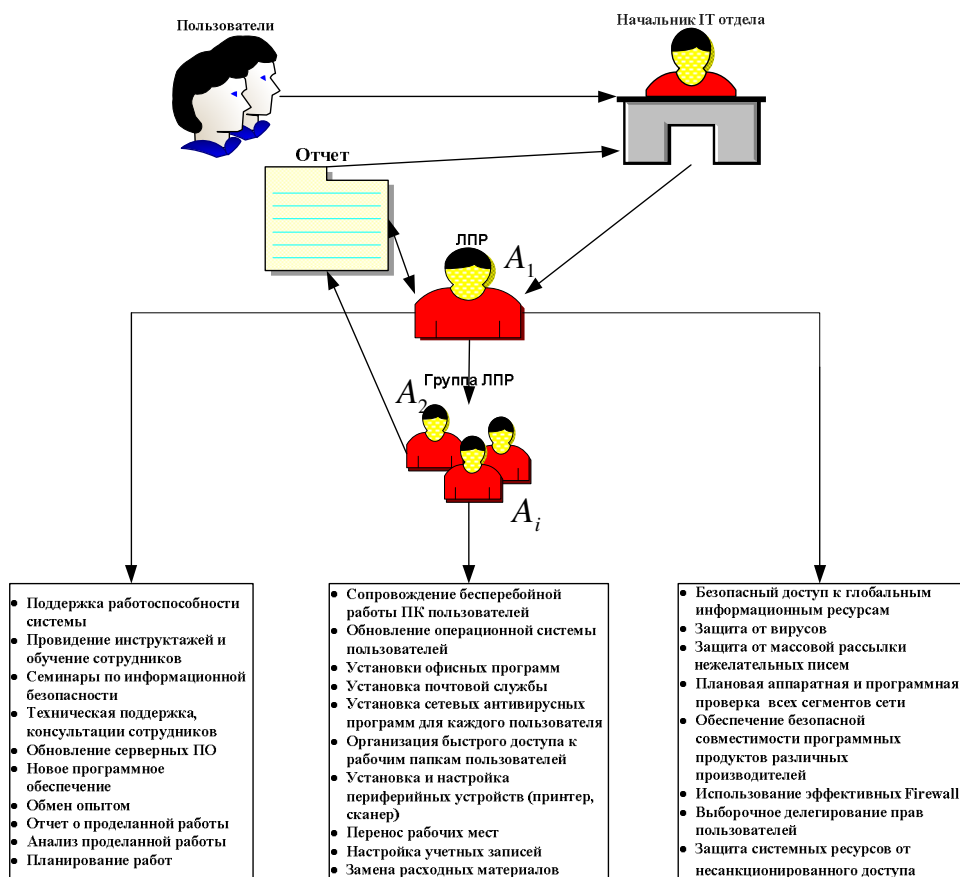 Пользователи
Начальник IT отдела
Отчет
ЛПР
A1
Группа ЛПР
A2
Ai
• Поддержка работоспособности
системы
• Провидение инструктажей и
обучение сотрудников
• Семинары по информационной
безопасности
• Техническая поддержка,
консультации сотрудников
• Обновление серверных ПО
• Новое программное
обеспечение
• Обмен опытом
• Отчет о проделанной работы
• Анализ проделанной работы
• Планирование работ
• Сопровождение бесперебойной
работы ПК пользователей
• Обновление операционной системы
пользователей
• Установки офисных программ
• Установка почтовой службы
• Установка сетевых антивирусных
программ для каждого пользователя
• Организация быстрого доступа к
рабочим папкам пользователей
• Установка и настройка
периферийных устройств (принтер,
сканер)
• Перенос рабочих мест
• Настройка учетных записей
• Замена расходных материалов
• Безопасный доступ к глобальным
информационным ресурсам
• Защита от вирусов
• Защита от массовой рассылки
нежелательных писем
• Плановая аппаратная и программная
проверка всех сегментов сети
• Обеспечение безопасной
совместимости программных
продуктов различных
производителей
• Использование эффективных Firewall
• Выборочное делегирование прав
пользователей
• Защита системных ресурсов от
несанкционированного доступа